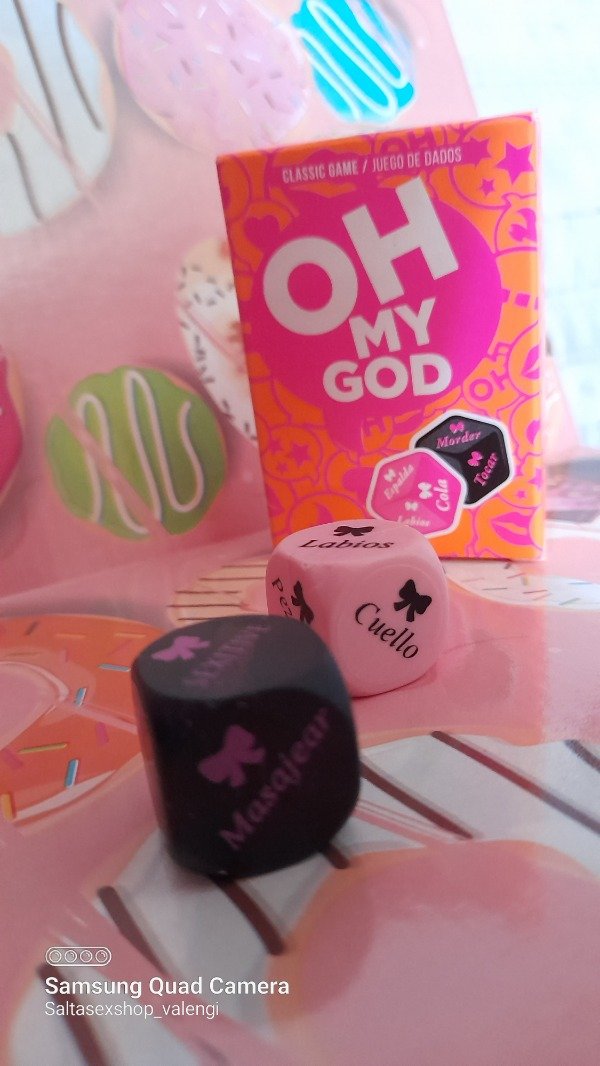 CLASSIC GAME / JUEGO DE DADOS
OH
MY
GOD
Morder
Tocar
Espalda
Cola
Labios
Labios
Cuello
Masajear
Samsung Quad Camera
Saltasexshop_valengi